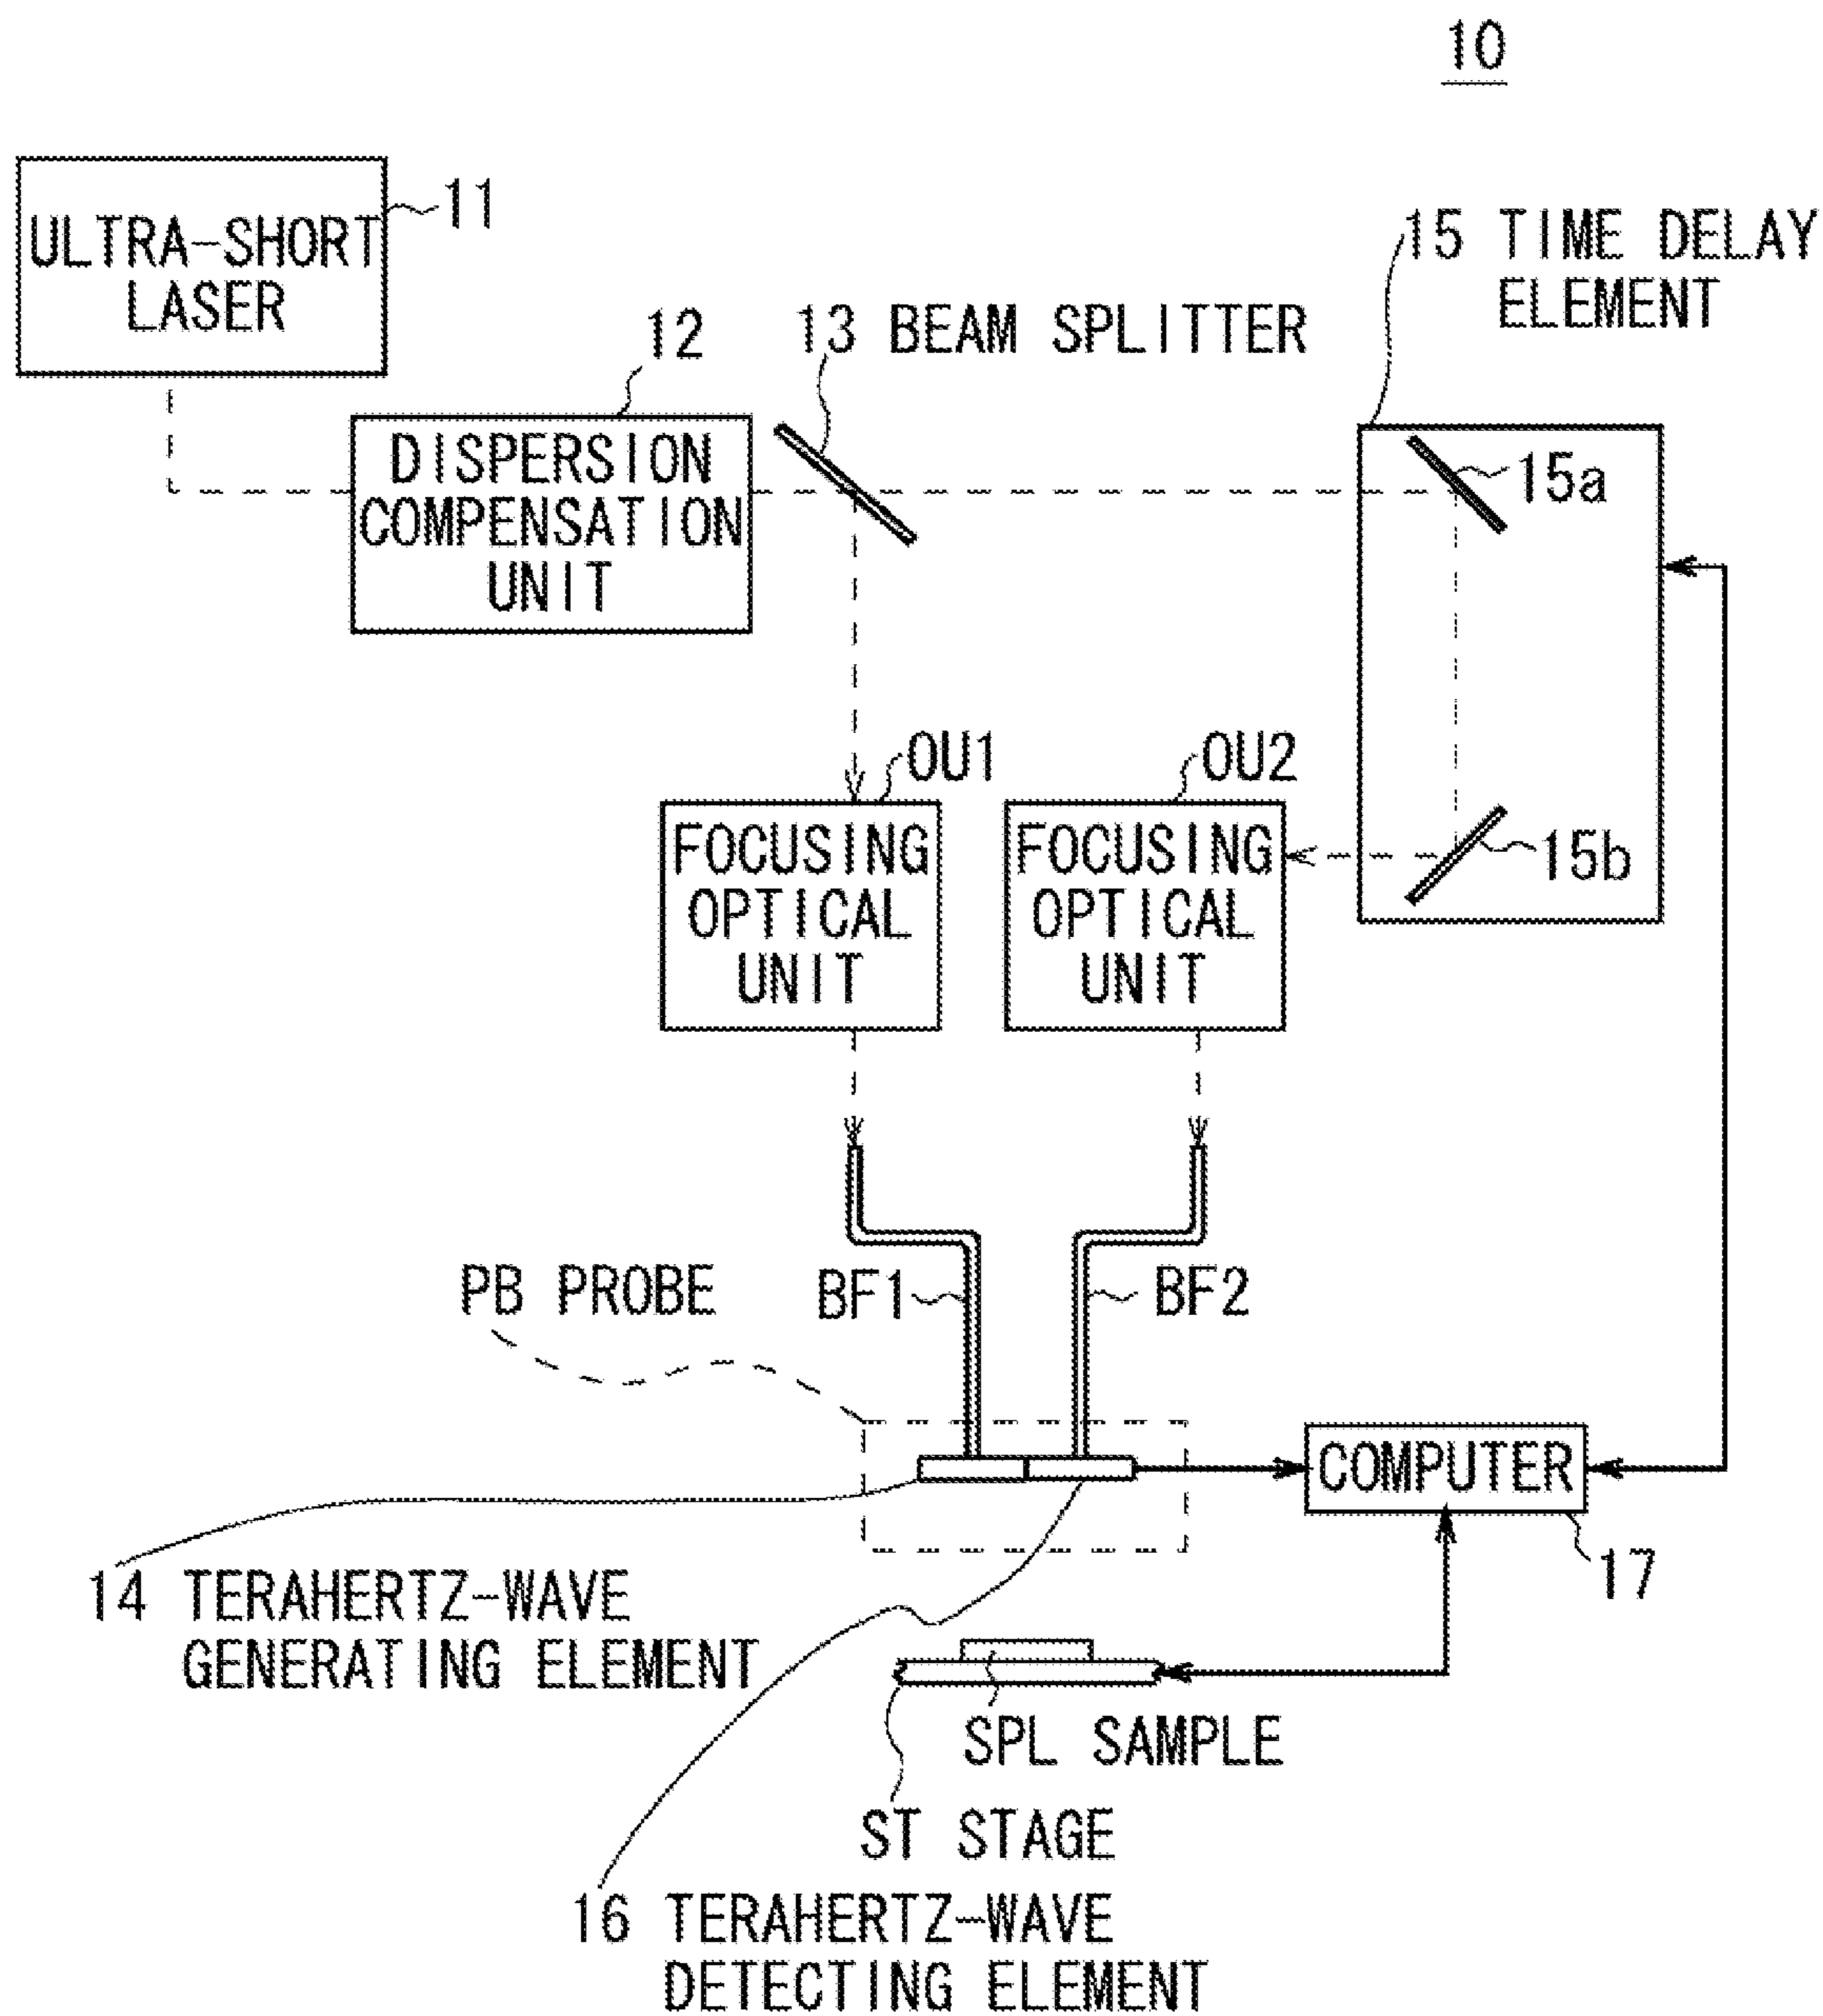 10
ULTRA-SHORT
LASER
11
15 TIME DELAY
ELEMENT
12
13 BEAM SPLITTER
DISPERSION
COMPENSATION
UNIT
15a
OU1
OU2
FOCUSING
OPTICAL
UNIT
FOCUSING
OPTICAL
UNIT
15b
PB PROBE
BF1
BF2
COMPUTER
17
14 TERAHERTZ-WAVE
GENERATING ELEMENT
SPL SAMPLE
ST STAGE
16 TERAHERTZ-WAVE
DETECTING ELEMENT